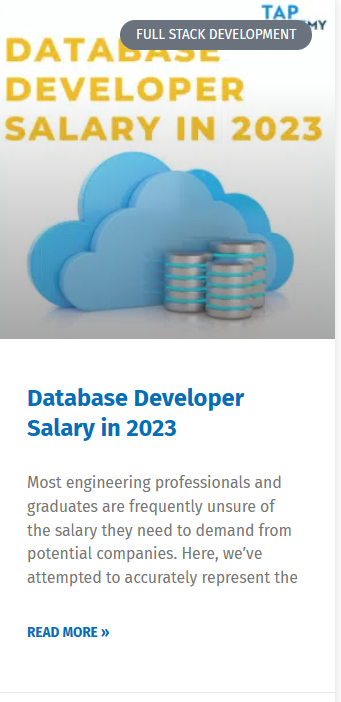 TAP
FULL STACK DEVELOPMENT
DATABASE
DEVELOPER
SALARY IN 2023
Database Developer
Salary in 2023
Most engineering professionals and
graduates are frequently unsure of
the salary they need to demand from
potential companies. Here, we’ve
attempted to accurately represent the
READ MORE »